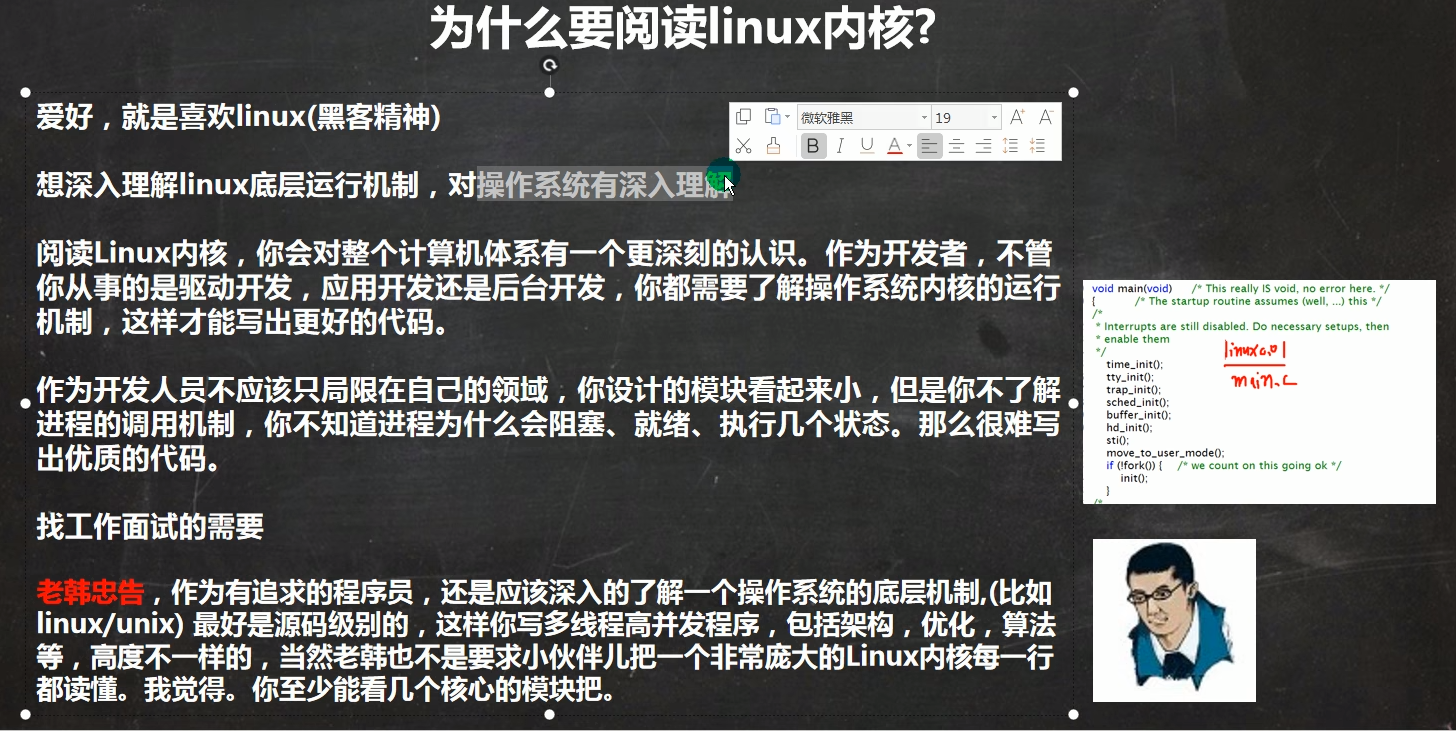 为什么要阅读linux内核?
爱好，就是喜欢linux(黑客精神)
微软雅黑
19
B I U A
想深入理解linux底层运行机制，对操作系统有深入理解
阅读Linux内核，你会对整个计算机体系有一个更深刻的认识。作为开发者，不管
你从事的是驱动开发，应用开发还是后台开发，你都需要了解操作系统内核的运行
机制，这样才能写出更好的代码。
作为开发人员不应该只局限在自己的领域，你设计的模块看起来小，但是你不了解
进程的调用机制，你不知道进程为什么会阻塞、就绪、执行几个状态。那么很难写
出优质的代码。
找工作面试的需要
老韩忠告，作为有追求的程序员，还是应该深入的了解一个操作系统的底层机制,(比如
linux/unix) 最好是源码级别的，这样你写多线程高并发程序，包括架构，优化，算法
等，高度不一样的，当然老韩也不是要求小伙伴儿把一个非常庞大的Linux内核每一行
都读懂。我觉得。你至少能看几个核心的模块把。
void main(void) /* This really IS void, no error here. */
{ /* The startup routine assumes (well, ...) this */
/*
* Interrupts are still disabled. Do necessary setups, then
* enable them
*/
time_init();
tty_init();
trap_init();
sched_init();
buffer_init();
hd_init();
sti();
move_to_user_mode();
if (!fork()) { /* we count on this going ok */
init();
}
/*
linux0.01
main.c